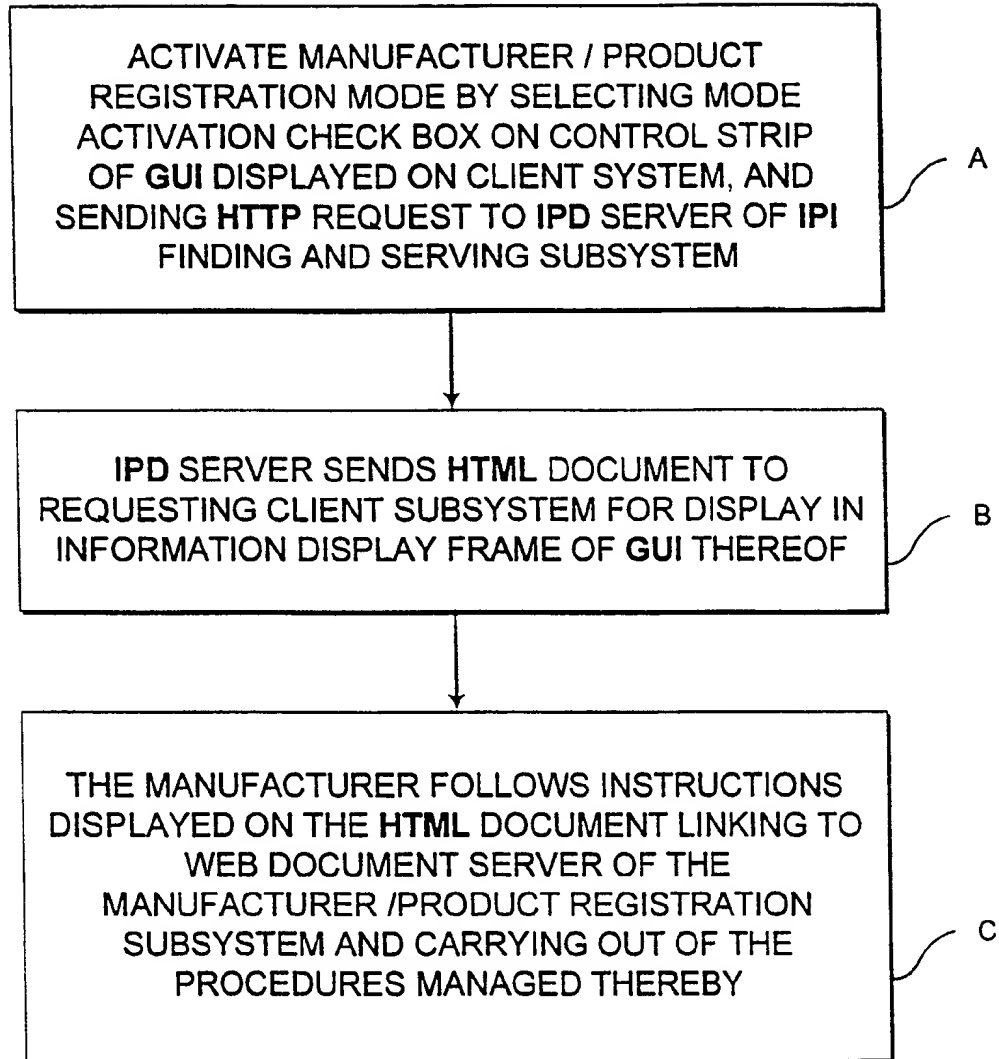 ACTIVATE MANUFACTURER / PRODUCT
REGISTRATION MODE BY SELECTING MODE
ACTIVATION CHECK BOX ON CONTROL STRIP
OF GUI DISPLAYED ON CLIENT SYSTEM, AND
SENDING HTTP REQUEST TO IPD SERVER OF IPI
FINDING AND SERVING SUBSYSTEM
A
IPD SERVER SENDS HTML DOCUMENT TO
REQUESTING CLIENT SUBSYSTEM FOR DISPLAY IN
INFORMATION DISPLAY FRAME OF GUI THEREOF
B
THE MANUFACTURER FOLLOWS INSTRUCTIONS
DISPLAYED ON THE HTML DOCUMENT LINKING TO
WEB DOCUMENT SERVER OF THE
MANUFACTURER /PRODUCT REGISTRATION
SUBSYSTEM AND CARRYING OUT OF THE
PROCEDURES MANAGED THEREBY
C